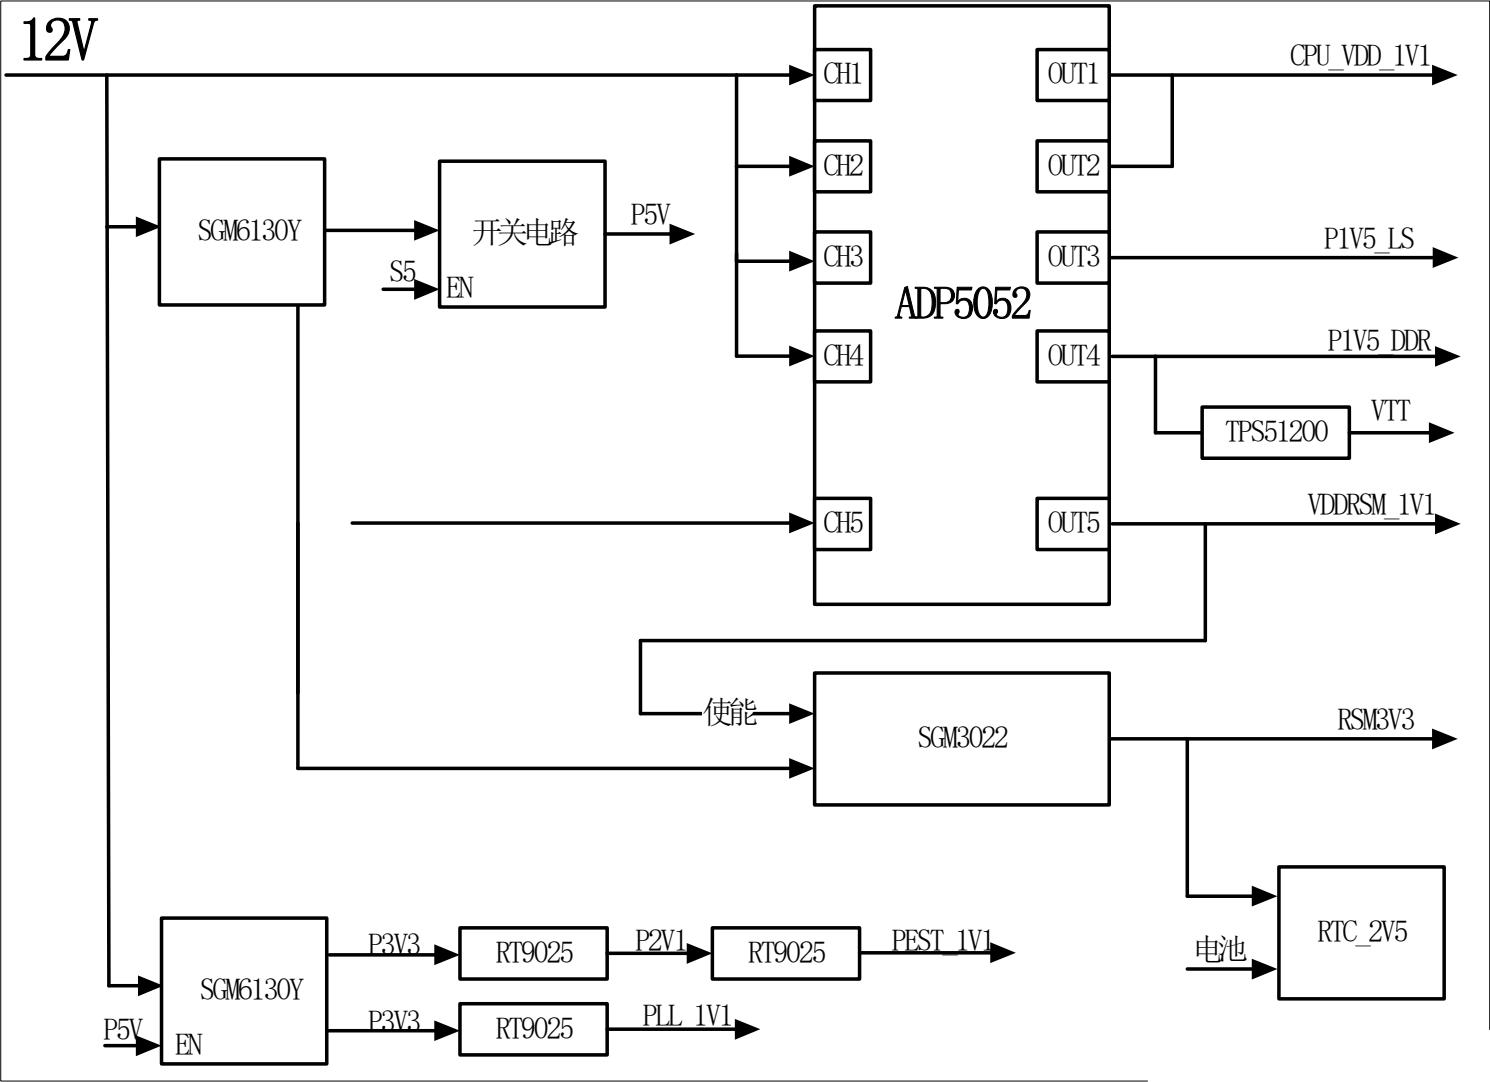 12V
CH1
OUT1
CPU_VDD_1V1
CH2
OUT2
SGM6130Y
开关电路
P5V
S5
EN
CH3
OUT3
P1V5_LS
ADP5052
CH4
OUT4
P1V5_DDR
TPS51200
VTT
CH5
OUT5
VDDRSM_1V1
使能
SGM3022
RSM3V3
RTC_2V5
电池
SGM6130Y
P5V
EN
P3V3
RT9025
P2V1
RT9025
PEST_1V1
P3V3
RT9025
PLL_1V1